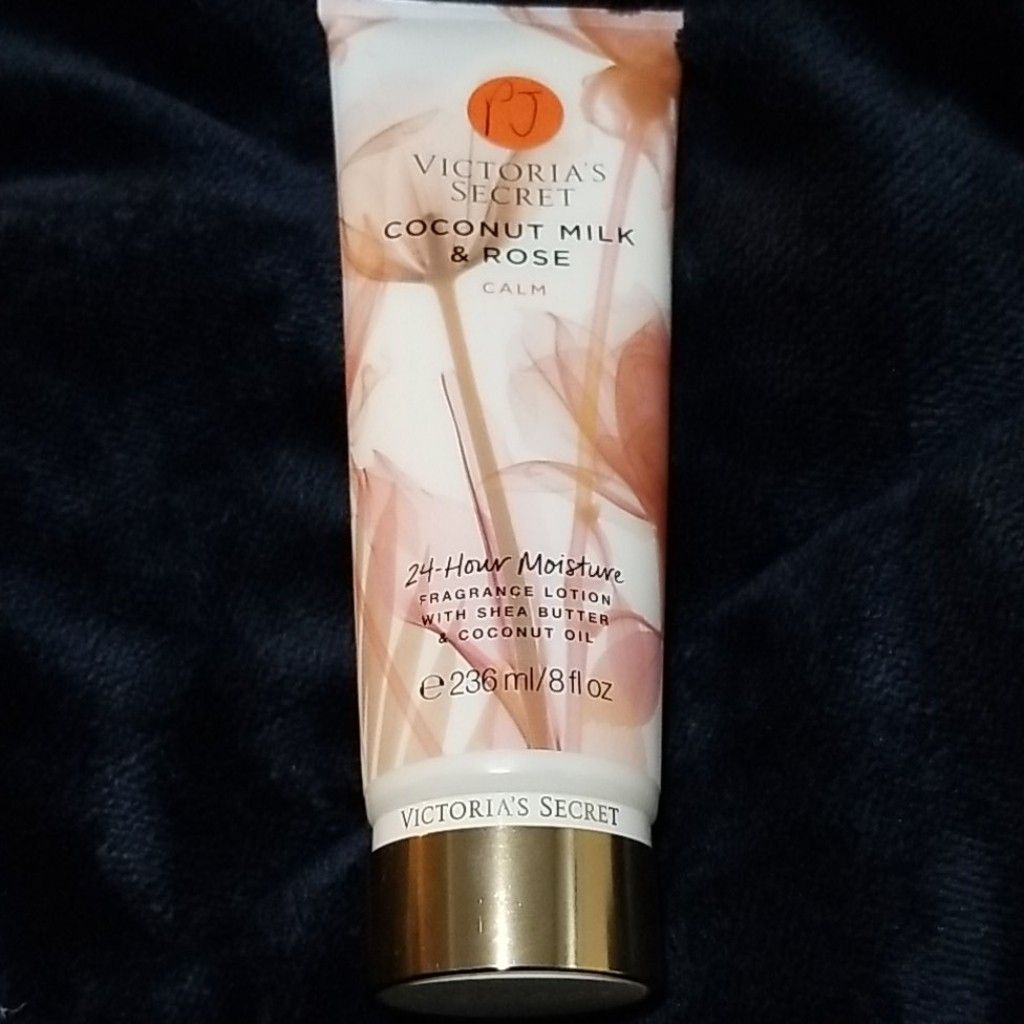 PJ
VICTORIA'S
SECRET
COCONUT MILK
& ROSE
CALM
24-Hour Moisture
FRAGRANCE LOTION
WITH SHEA BUTTER
& COCONUT OIL
℮ 236 ml/8 fl oz
VICTORIA'S SECRET